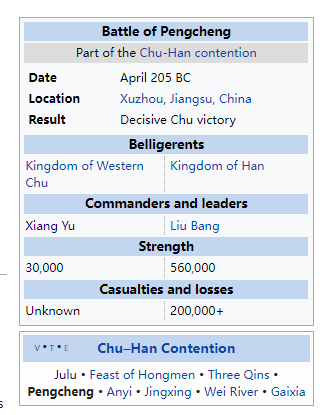 Battle of Pengcheng
Part of the Chu-Han contention
Date April 205 BC
Location Xuzhou, Jiangsu, China
Result Decisive Chu victory
Belligerents
Kingdom of Western Chu
Kingdom of Han
Commanders and leaders
Xiang Yu Liu Bang
Strength
30,000 560,000
Casualties and losses
Unknown 200,000+
V • T • E Chu–Han Contention
Julu • Feast of Hongmen • Three Qins •
Pengcheng • Anyi • Jingxing • Wei River • Gaixia
s